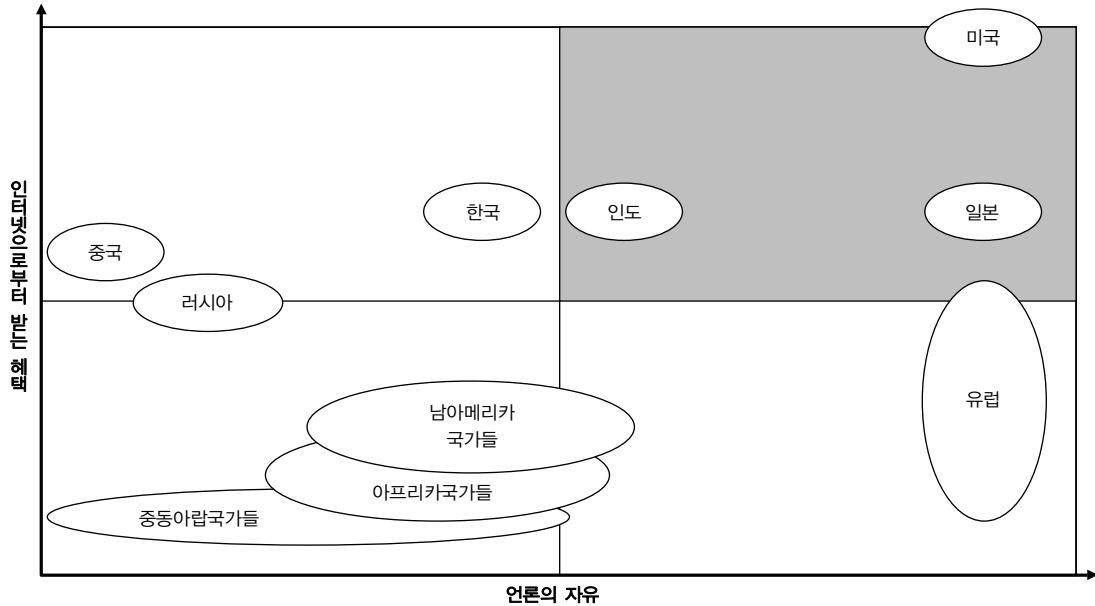 미국
한국
인도
일본
중국
러시아
인터넷으로부터 받는 혜택
유럽
남아메리카
국가들
아프리카국가들
중동아랍국가들
언론의 자유